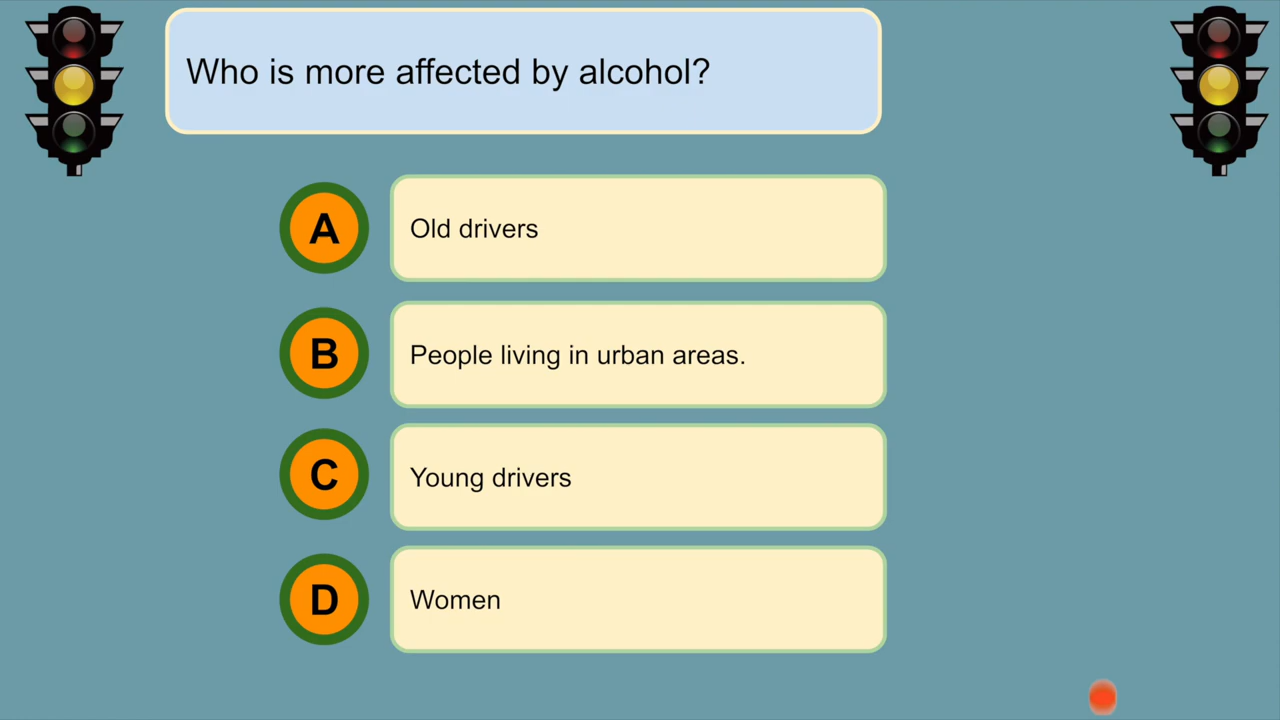 Who is more affected by alcohol?
A
Old drivers
B
People living in urban areas.
C
Young drivers
D
Women